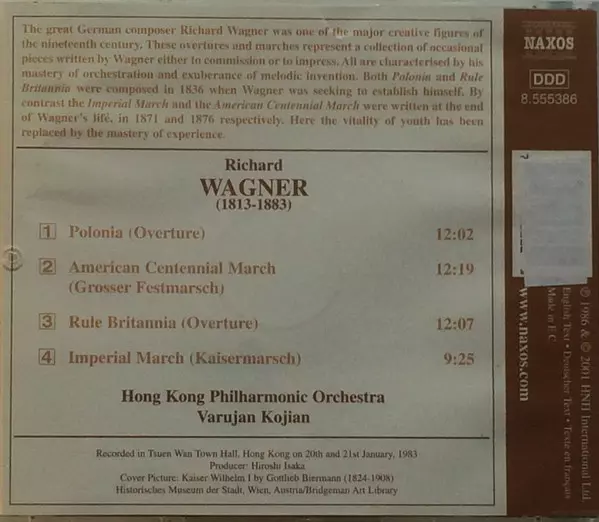 The great German composer Richard Wagner was one of the major creative figures of
the nineteenth century. These overtures and marches represent a collection of occasional
pieces written by Wagner either to commission or to impress. All are characterised by his
mastery of orchestration and exuberance of melodic invention. Both Polonia and Rule
Britannia were composed in 1836 when Wagner was seeking to establish himself. By
contrast the Imperial March and the American Centennial March were written at the end
of Wagner's life, in 1871 and 1876 respectively. Here the vitality of youth has been
replaced by the mastery of experience.
Richard
WAGNER
(1813-1883)
1 Polonia (Overture) 12:02
2 American Centennial March 12:19
(Grosser Festmarsch)
3 Rule Britannia (Overture) 12:07
4 Imperial March (Kaisermarsch) 9:25
Hong Kong Philharmonic Orchestra
Varujan Kojian
Recorded in Tsuen Wan Town Hall, Hong Kong on 20th and 21st January, 1983
Producer: Hiroshi Isaka
Cover Picture: Kaiser Wilhelm I by Gottlieb Biermann (1824-1908)
Historisches Museum der Stadt, Wien, Austria/Bridgeman Art Library
NAXOS
DDD
8.555386
℗ 1986 & © 2001 HNH International Ltd.
English Text • Deutscher Text • Texte en français
Made in E.C.
www.naxos.com